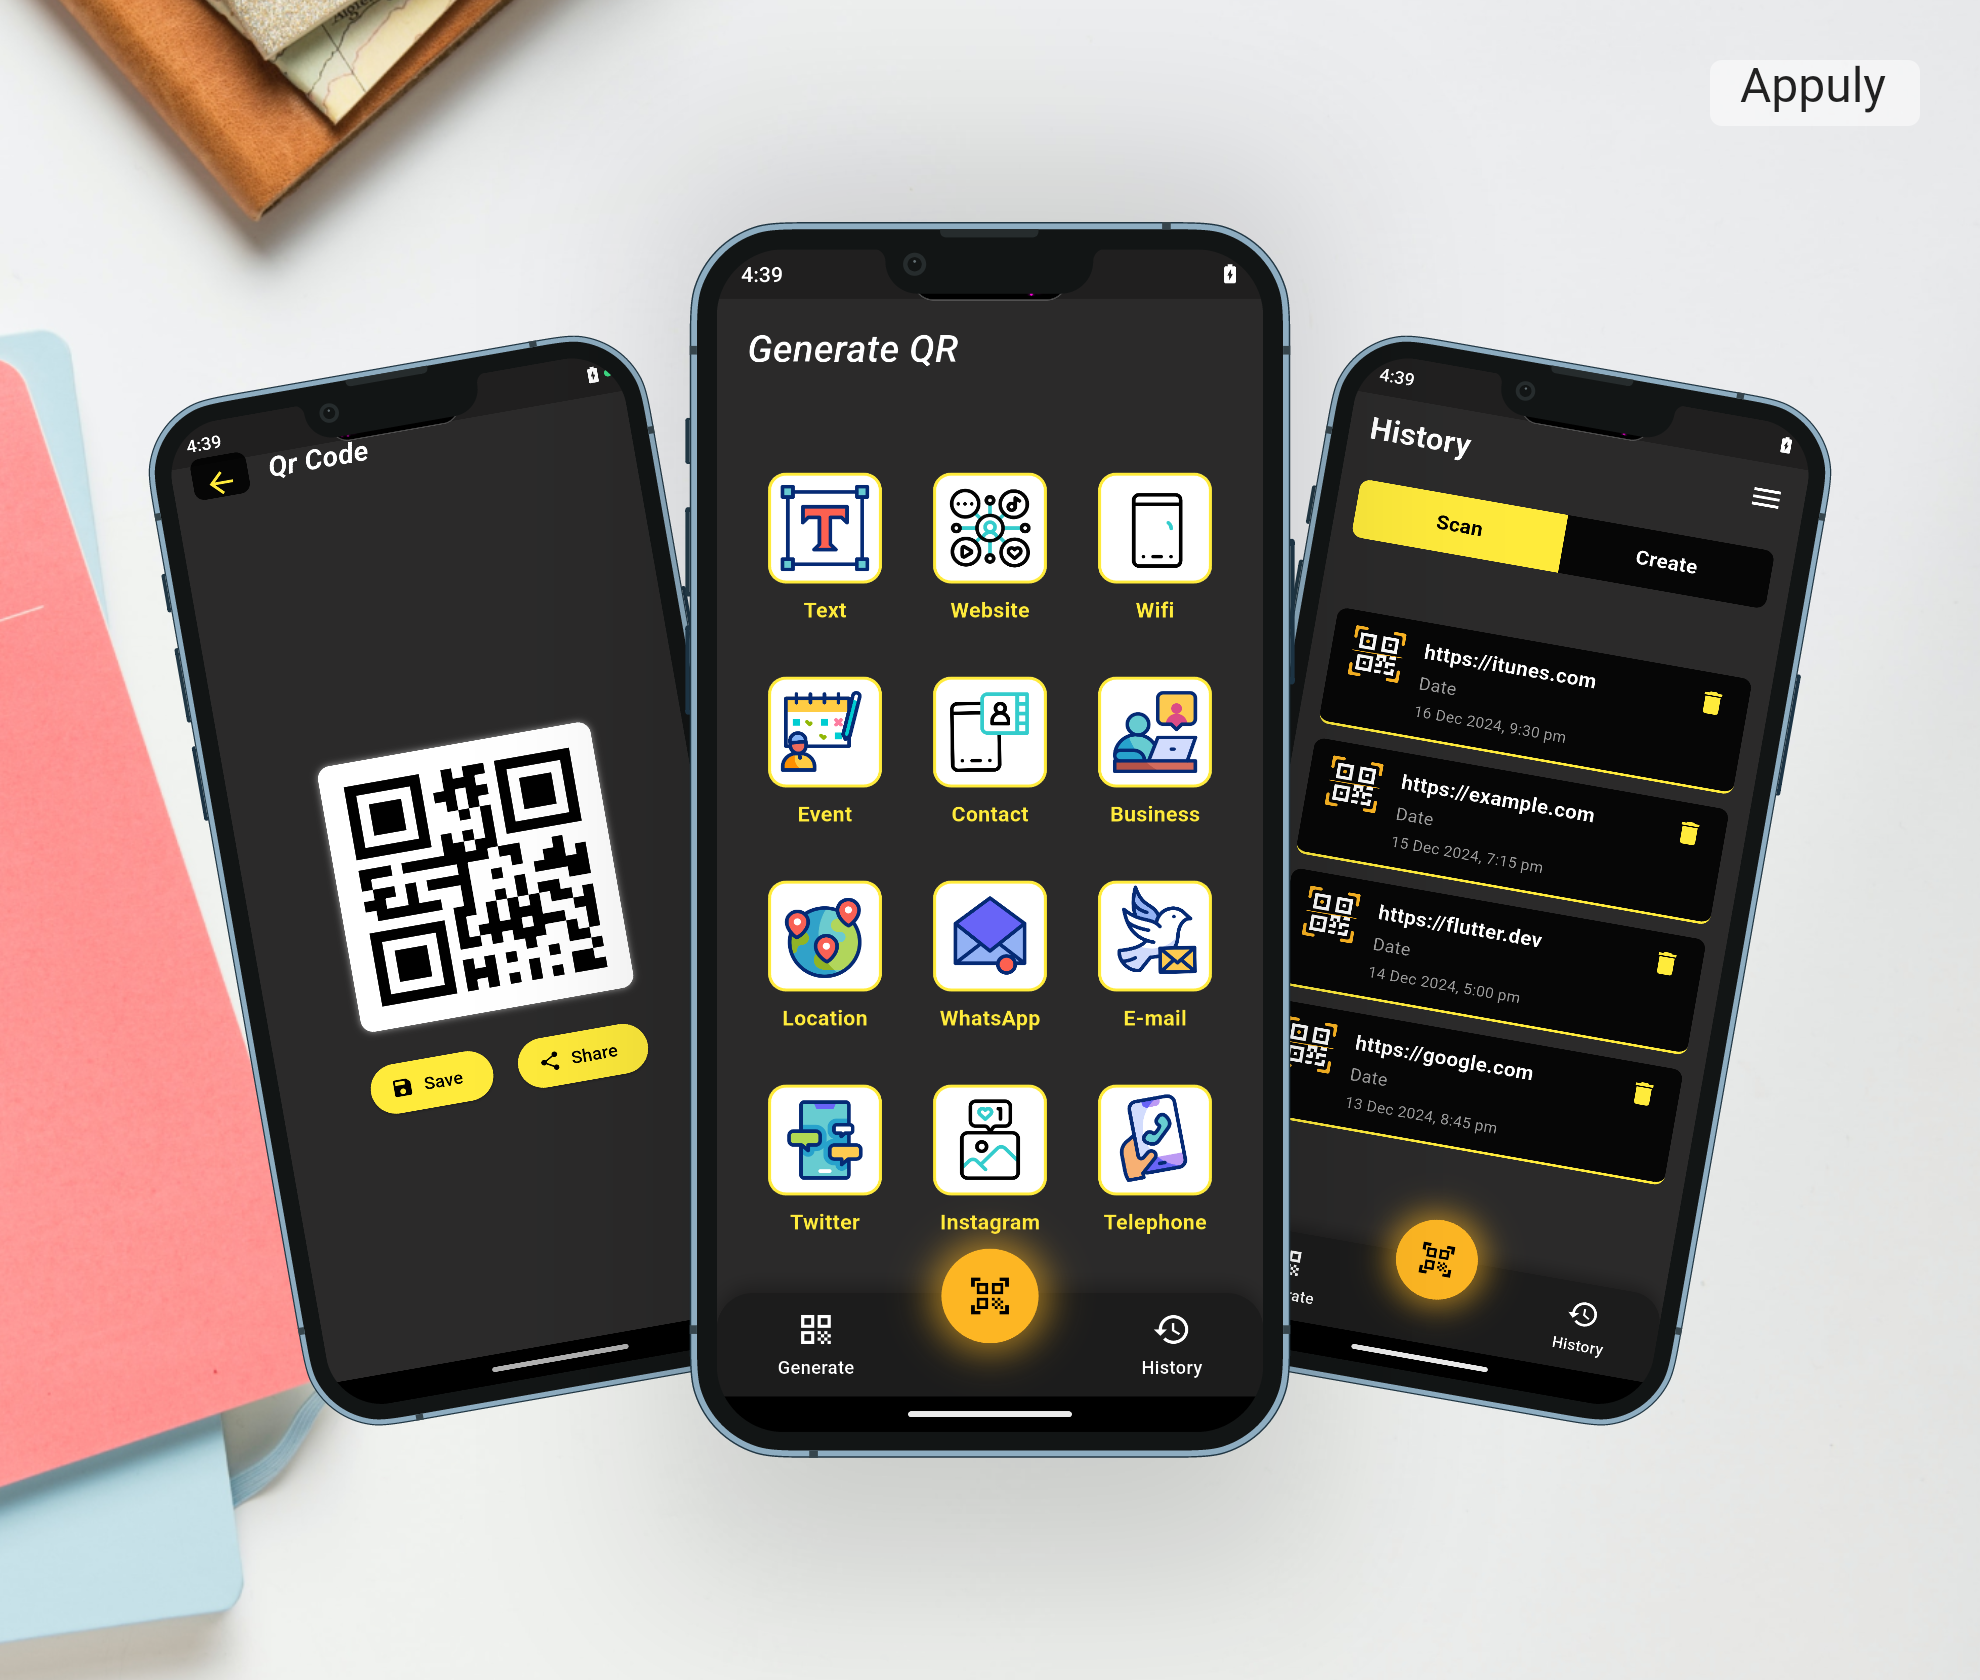 Appuly
4:39
Qr Code
Save
Share
4:39
Generate QR
T
Text
Website
Wifi
Event
Contact
Business
Location
WhatsApp
E-mail
1
Twitter
Instagram
Telephone
Generate
History
4:39
History
Scan
Create
https://itunes.com
Date
16 Dec 2024, 9:30 pm
https://example.com
Date
15 Dec 2024, 7:15 pm
https://flutter.dev
Date
14 Dec 2024, 5:00 pm
https://google.com
Date
13 Dec 2024, 8:45 pm
rate
History